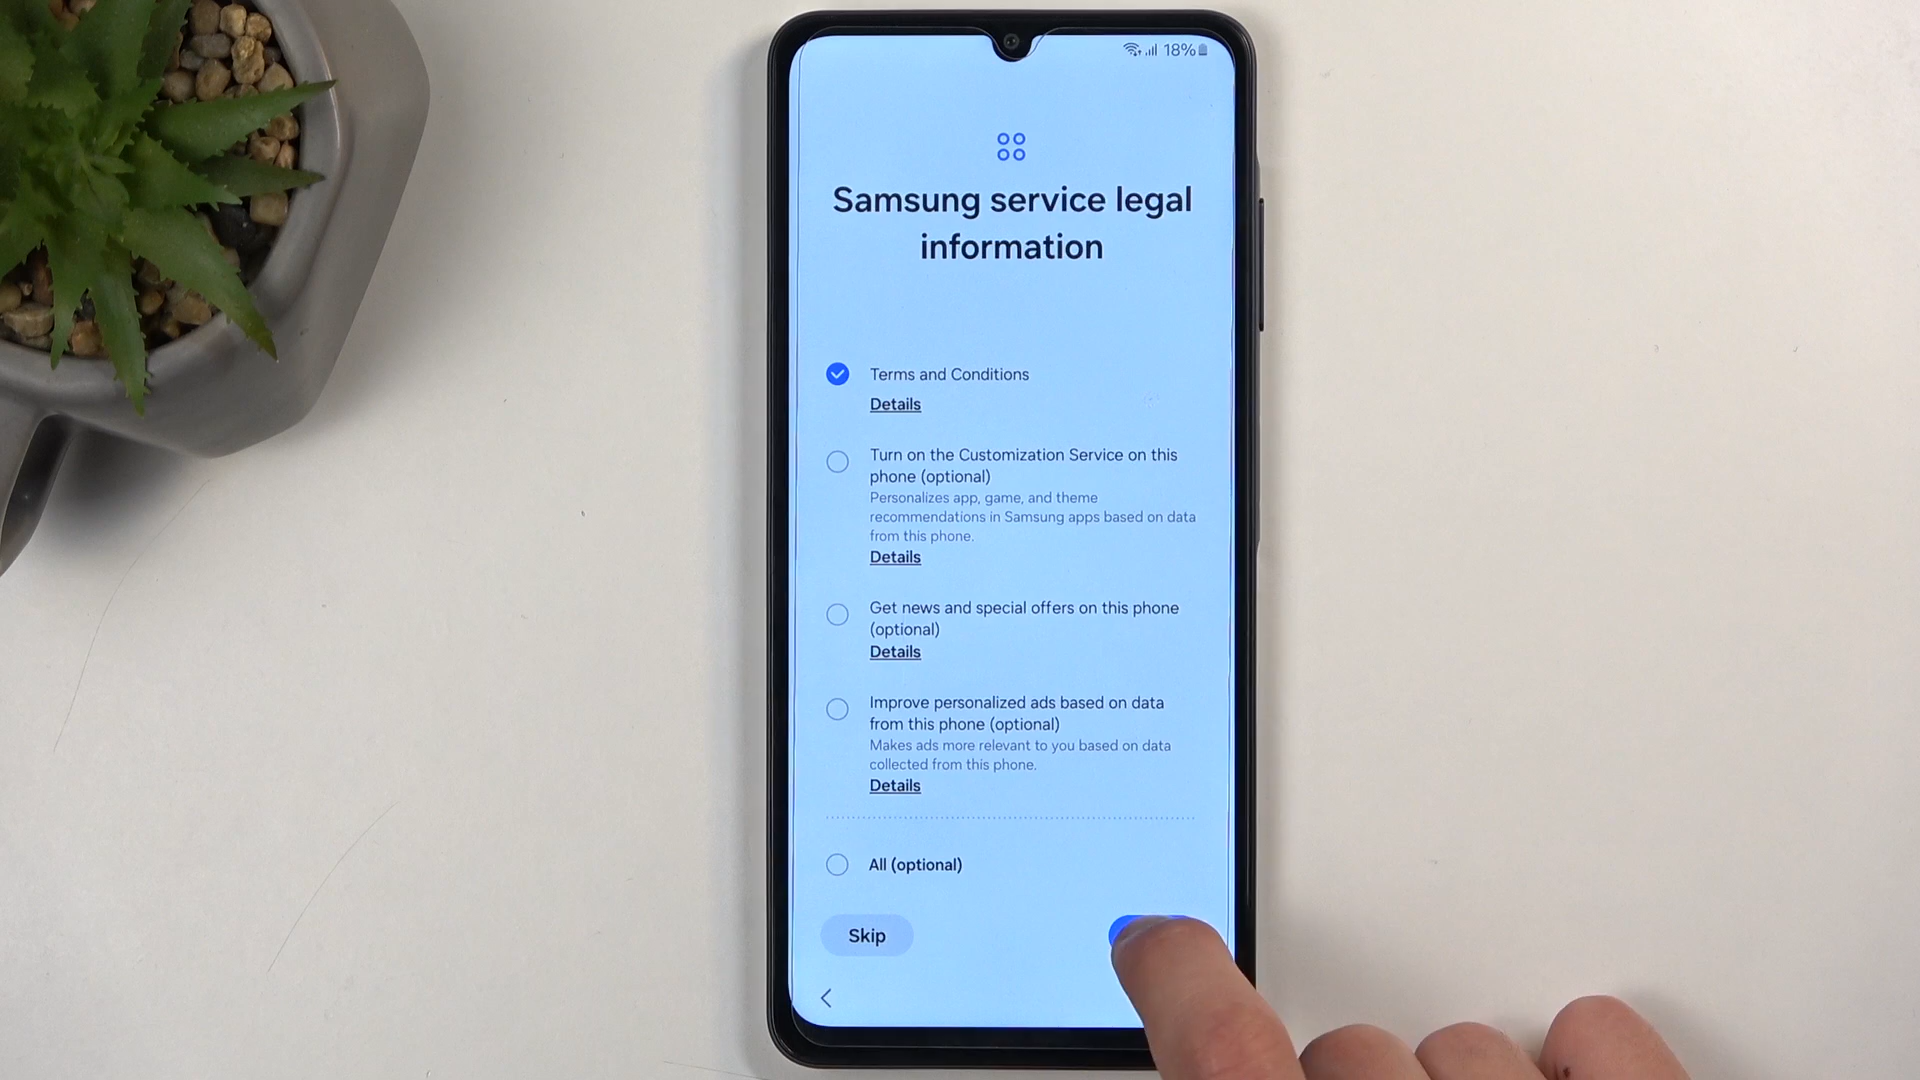 18%
Samsung service legal
information
Terms and Conditions
Details
Turn on the Customization Service on this
phone (optional)
Personalizes app, game, and theme
recommendations in Samsung apps based on data
from this phone.
Details
Get news and special offers on this phone
(optional)
Details
Improve personalized ads based on data
from this phone (optional)
Makes ads more relevant to you based on data
collected from this phone.
Details
All (optional)
Skip